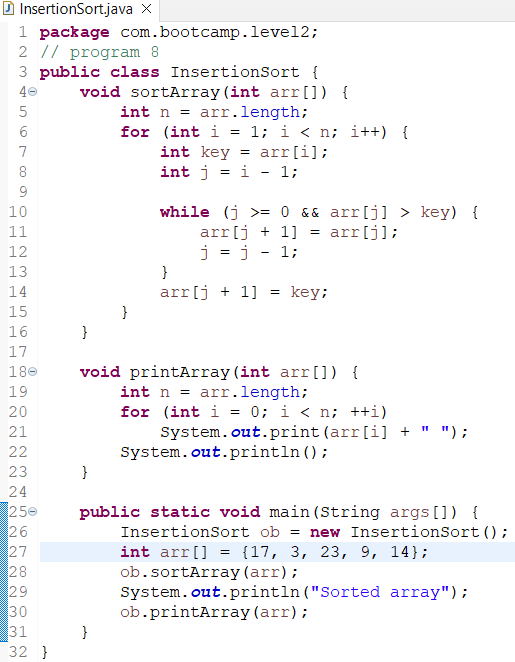 InsertionSort.java
1 package com.bootcamp.level2;
2 // program 8
3 public class InsertionSort {
4     void sortArray(int arr[]) {
5         int n = arr.length;
6         for (int i = 1; i < n; i++) {
7             int key = arr[i];
8             int j = i - 1;
9
10             while (j >= 0 && arr[j] > key) {
11                 arr[j + 1] = arr[j];
12                 j = j - 1;
13             }
14             arr[j + 1] = key;
15         }
16     }
17
18     void printArray(int arr[]) {
19         int n = arr.length;
20         for (int i = 0; i < n; ++i)
21             System.out.print(arr[i] + " ");
22         System.out.println();
23     }
24
25     public static void main(String args[]) {
26         InsertionSort ob = new InsertionSort();
27         int arr[] = {17, 3, 23, 9, 14};
28         ob.sortArray(arr);
29         System.out.println("Sorted array");
30         ob.printArray(arr);
31     }
32 }